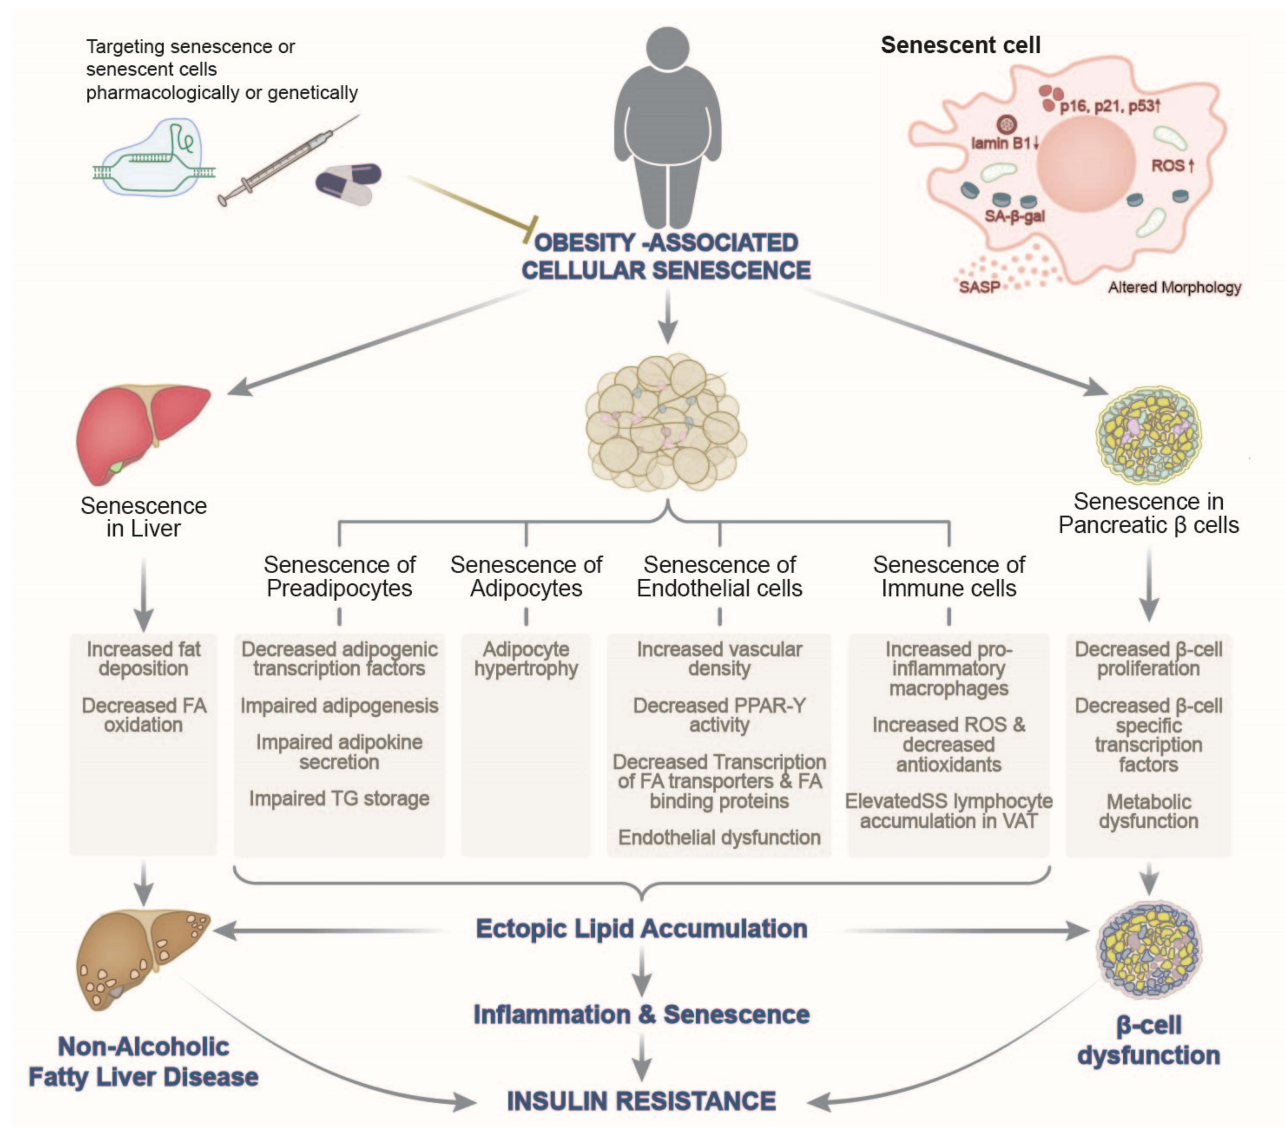 Targeting senescence or
senescent cells
pharmacologically or genetically
Senescent cell
p16, p21, p53↑
lamin B1↓
ROS↑
SA-β-gal
SASP
Altered Morphology
OBESITY -ASSOCIATED
CELLULAR SENESCENCE
Senescence
in Liver
Senescence in
Pancreatic β cells
Senescence of
Preadipocytes
Senescence of
Adipocytes
Senescence of
Endothelial cells
Senescence of
Immune cells
Increased fat
deposition
Decreased FA
oxidation
Decreased adipogenic
transcription factors
Impaired adipogenesis
Impaired adipokine
secretion
Impaired TG storage
Adipocyte
hypertrophy
Increased vascular
density
Decreased PPAR-Y
activity
Decreased Transcription
of FA transporters & FA
binding proteins
Endothelial dysfunction
Increased pro-
inflammatory
macrophages
Increased ROS &
decreased
antioxidants
ElevatedSS lymphocyte
accumulation in VAT
Decreased β-cell
proliferation
Decreased β-cell
specific
transcription
factors
Metabolic
dysfunction
Ectopic Lipid Accumulation
Inflammation & Senescence
Non-Alcoholic
Fatty Liver Disease
β-cell
dysfunction
INSULIN RESISTANCE